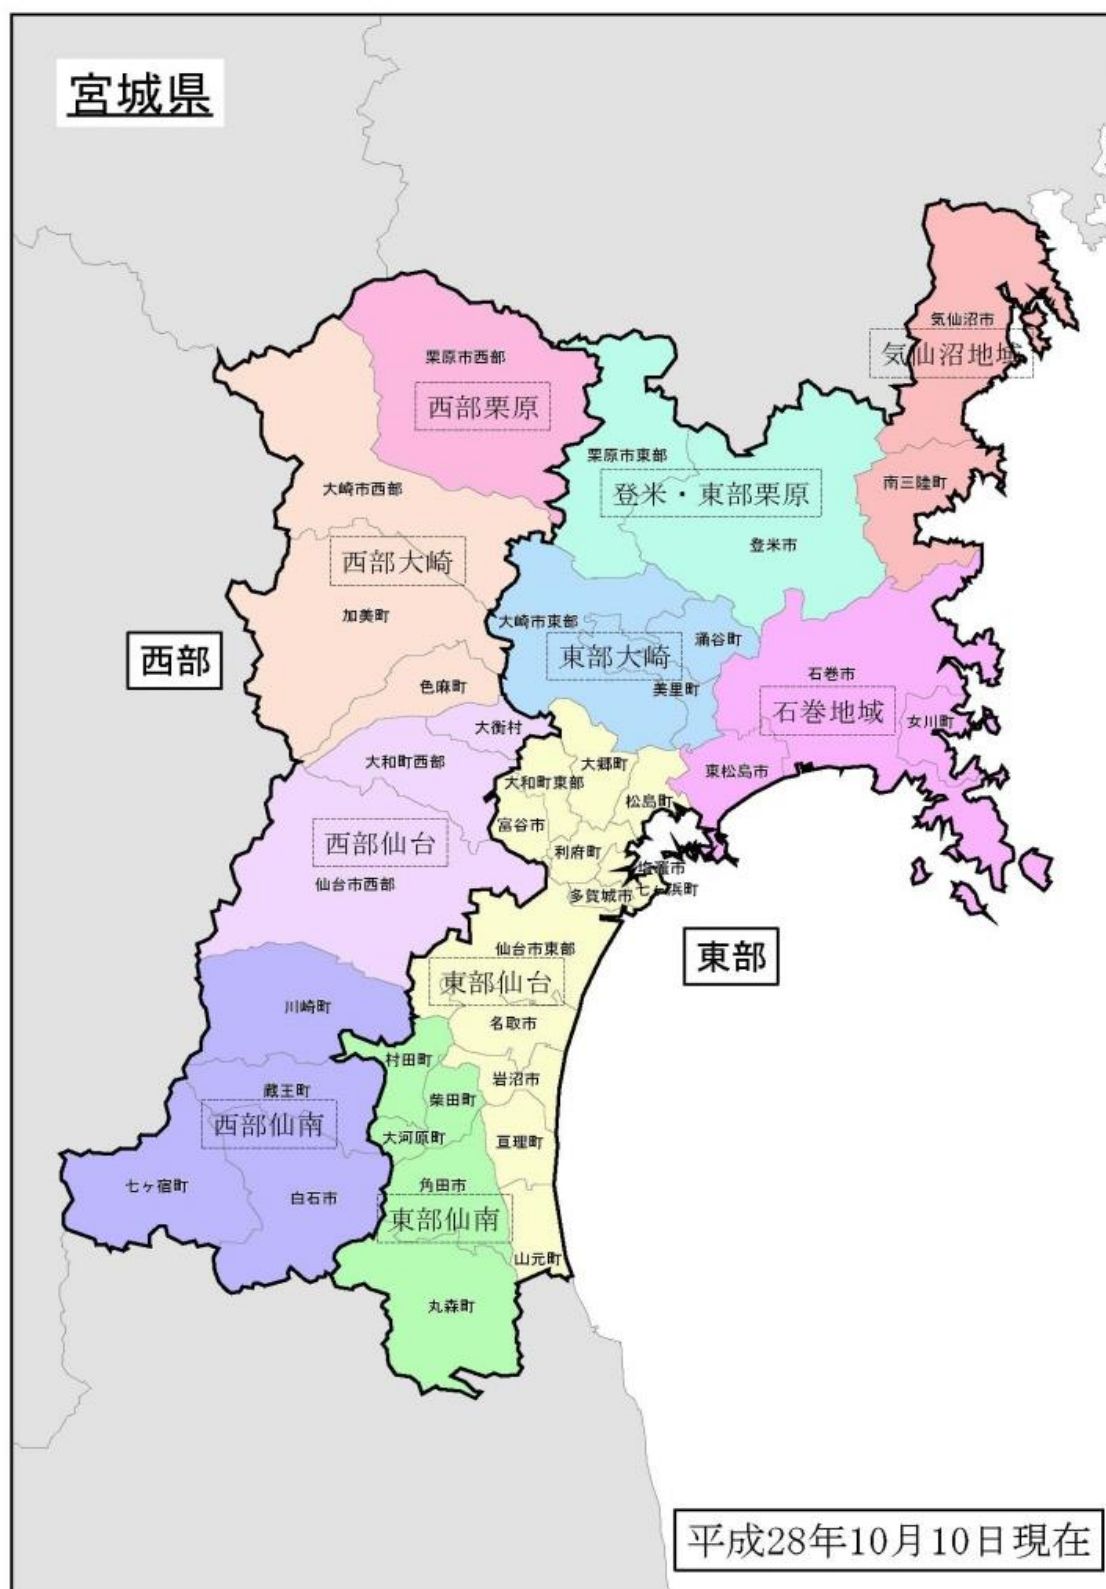 宮城県
気仙沼市
気仙沼地域
栗原市西部
西部栗原
栗原市東部
南三陸町
大崎市西部
登米・東部栗原
登米市
西部大崎
加美町
大崎市東部
涌谷町
東部大崎
西部
石巻市
色麻町
美里町
石巻地域
女川町
大衡村
大和町西部
大郷町
東松島市
大和町東部
松島町
富谷市
西部仙台
利府町
塩竈市
仙台市西部
多賀城市
七ヶ浜町
仙台市東部
東部
東部仙台
川崎町
名取市
村田町
岩沼市
蔵王町
柴田町
西部仙南
大河原町
亘理町
七ヶ宿町
角田市
白石市
東部仙南
山元町
丸森町
平成28年10月10日現在